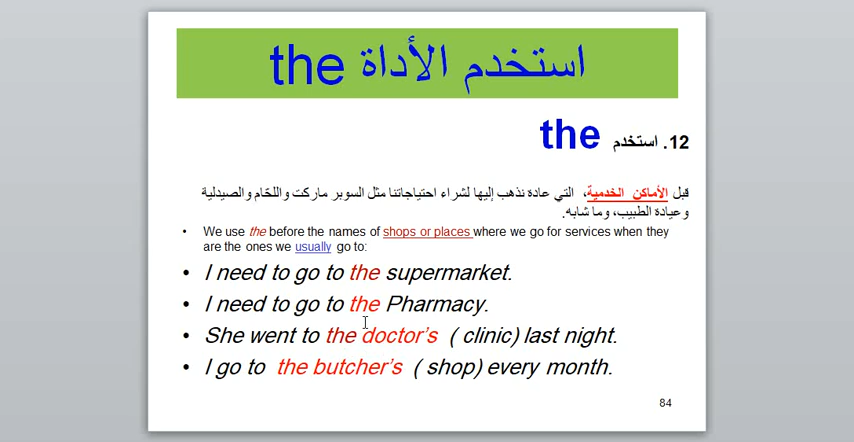 استخدم الأداة the
12. استخدم the
قبل الأماكن الخدمية، التي عادة نذهب إليها لشراء احتياجاتنا مثل السوبر ماركت واللحّام والصيدلية
وعيادة الطبيب، وما شابه.
• We use the before the names of shops or places where we go for services when they
are the ones we usually go to:
• I need to go to the supermarket.
• I need to go to the Pharmacy.
• She went to the doctor's ( clinic) last night.
• I go to the butcher's ( shop) every month.
84